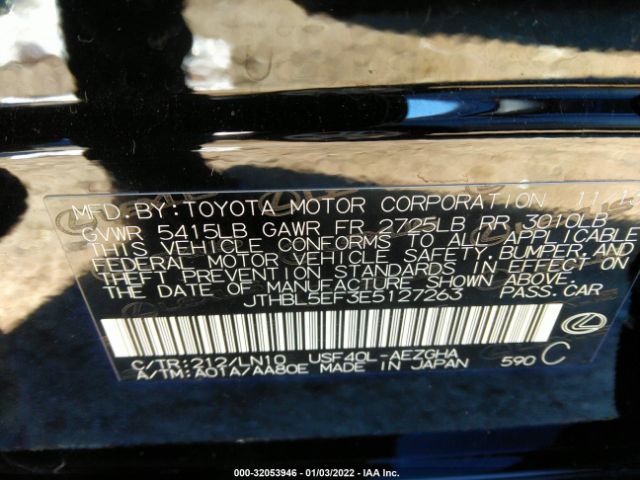 MFD.BY:TOYOTA MOTOR CORPORATION
GVWR 5415LB GAWR FR 2725LB RR 3010LB
THIS VEHICLE CONFORMS TO ALL APPLICABLE
FEDERAL MOTOR VEHICLE SAFETY,BUMPER,AND
THEFT PREVENTION STANDARDS IN EFFECT ON
THE DATE OF MANUFACTURE SHOWN ABOVE.
JTHBL5EF3E5127263 PASS.CAR
C/TR:212/LN10 USF40L-AEZGHA
A/TM:A01A/AA80E MADE IN JAPAN 590 C
000-32053946 - 01/03/2022 - IAA Inc.